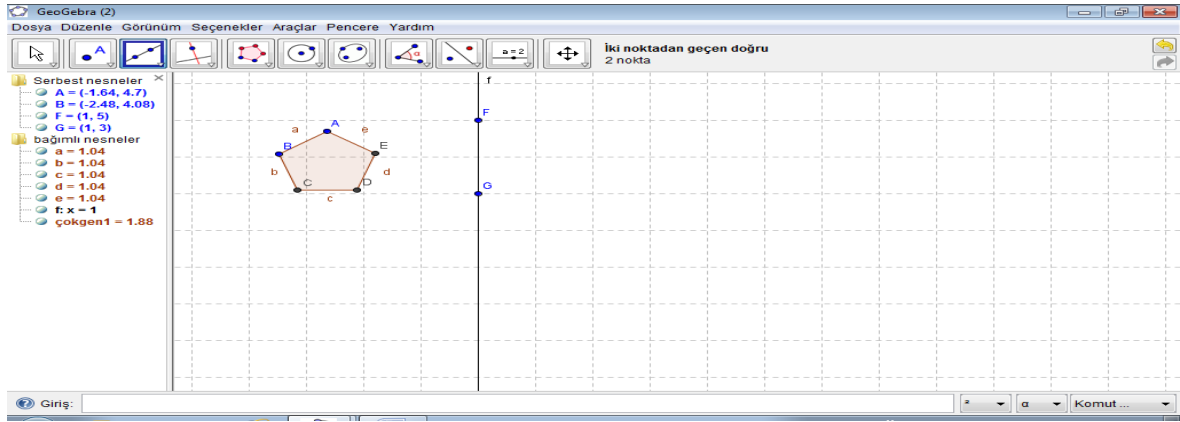 GeoGebra (2)
Dosya Düzenle Görünüm Seçenekler Araçlar Pencere Yardım
A
α
a = 2
İki noktadan geçen doğru
2 nokta
Serbest nesneler
A = (-1.64, 4.7)
B = (-2.48, 4.08)
F = (1, 5)
G = (1, 3)
bağımlı nesneler
a = 1.04
b = 1.04
c = 1.04
d = 1.04
e = 1.04
f: x = 1
çokgen1 = 1.88
f
F
a A e
B E
b d
C D
G
c
Giriş:
² α Komut ...